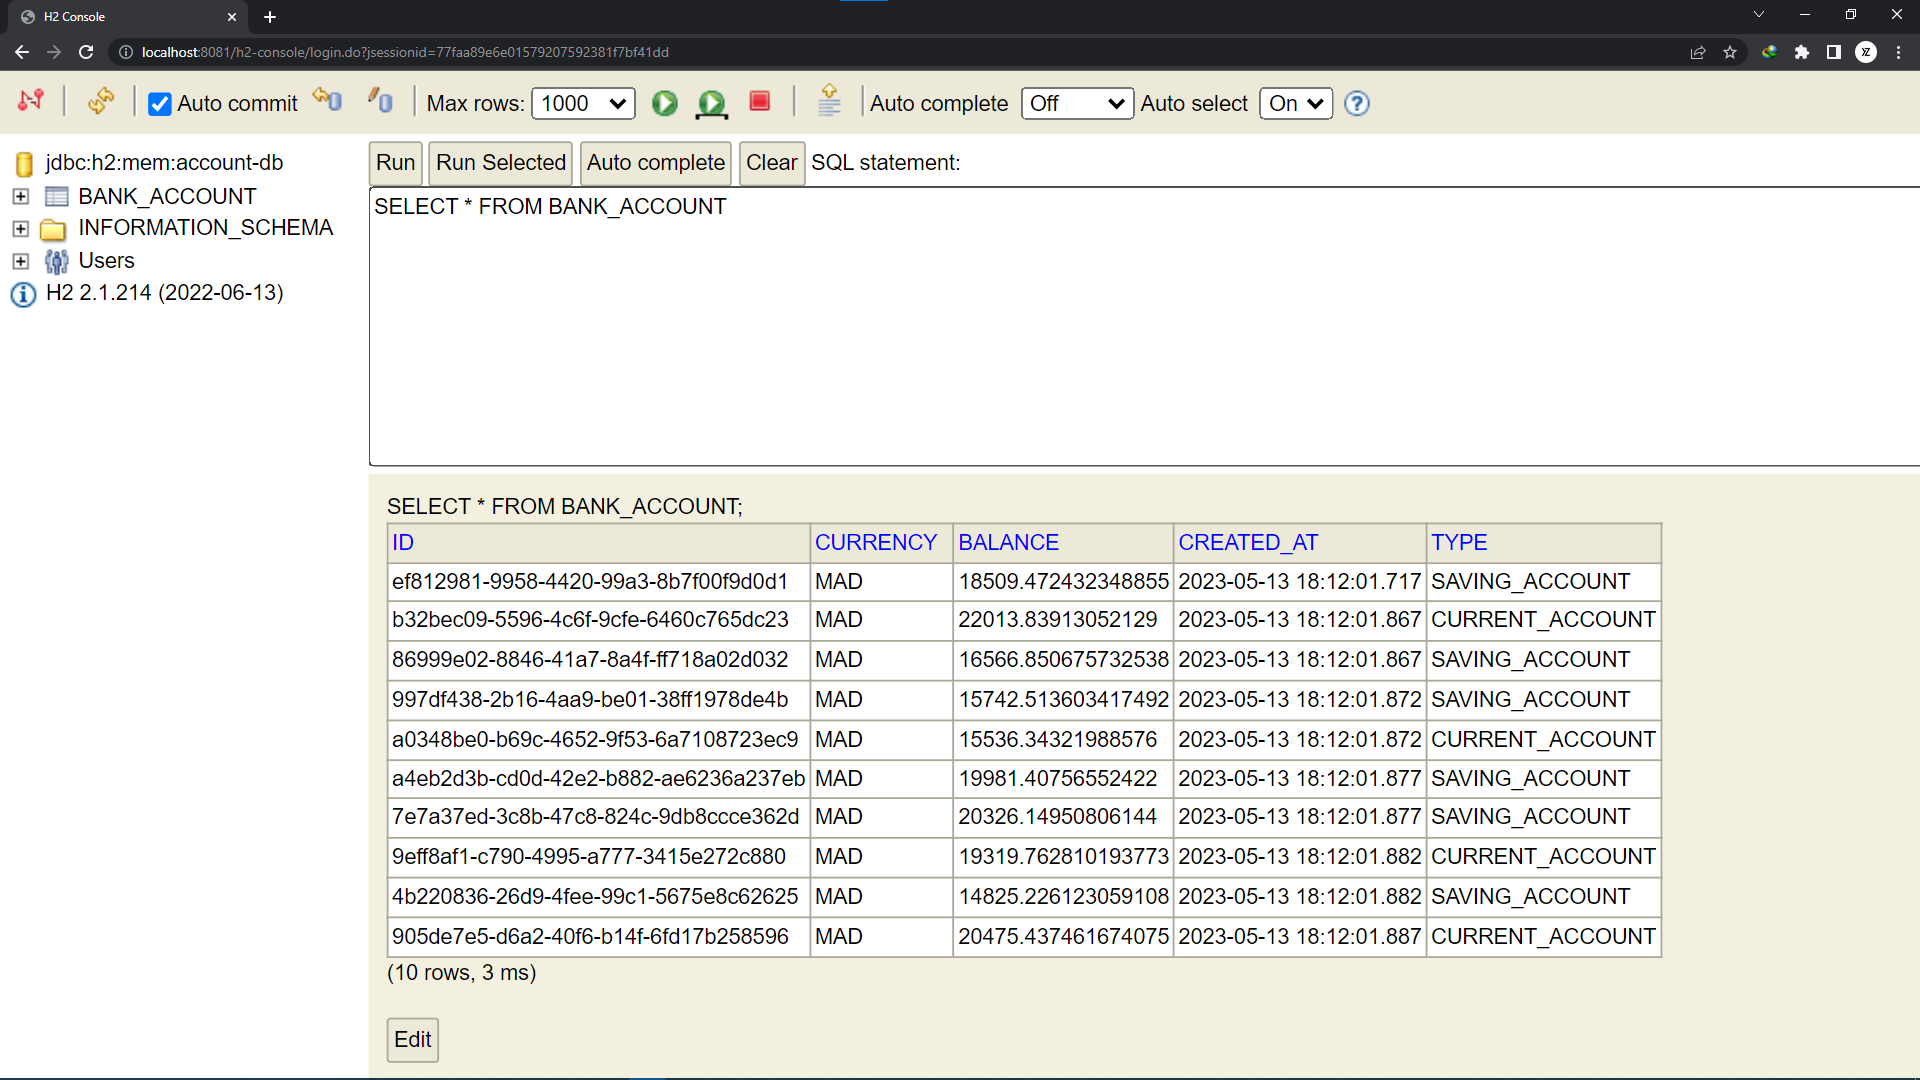 H2 Console
localhost:8081/h2-console/login.do?jsessionid=77faa89e6e01579207592381f7bf41dd
Auto commit Max rows: 1000 Auto complete Off Auto select On
jdbc:h2:mem:account-db
BANK_ACCOUNT
INFORMATION_SCHEMA
Users
H2 2.1.214 (2022-06-13)
Run Run Selected Auto complete Clear SQL statement:
SELECT * FROM BANK_ACCOUNT
SELECT * FROM BANK_ACCOUNT;
ID CURRENCY BALANCE CREATED_AT TYPE
ef812981-9958-4420-99a3-8b7f00f9d0d1 MAD 18509.472432348855 2023-05-13 18:12:01.717 SAVING_ACCOUNT
b32bec09-5596-4c6f-9cfe-6460c765dc23 MAD 22013.83913052129 2023-05-13 18:12:01.867 CURRENT_ACCOUNT
86999e02-8846-41a7-8a4f-ff718a02d032 MAD 16566.850675732538 2023-05-13 18:12:01.867 SAVING_ACCOUNT
997df438-2b16-4aa9-be01-38ff1978de4b MAD 15742.513603417492 2023-05-13 18:12:01.872 SAVING_ACCOUNT
a0348be0-b69c-4652-9f53-6a7108723ec9 MAD 15536.34321988576 2023-05-13 18:12:01.872 CURRENT_ACCOUNT
a4eb2d3b-cd0d-42e2-b882-ae6236a237eb MAD 19981.40756552422 2023-05-13 18:12:01.877 SAVING_ACCOUNT
7e7a37ed-3c8b-47c8-824c-9db8ccce362d MAD 20326.14950806144 2023-05-13 18:12:01.877 SAVING_ACCOUNT
9eff8af1-c790-4995-a777-3415e272c880 MAD 19319.762810193773 2023-05-13 18:12:01.882 CURRENT_ACCOUNT
4b220836-26d9-4fee-99c1-5675e8c62625 MAD 14825.226123059108 2023-05-13 18:12:01.882 SAVING_ACCOUNT
905de7e5-d6a2-40f6-b14f-6fd17b258596 MAD 20475.437461674075 2023-05-13 18:12:01.887 CURRENT_ACCOUNT
(10 rows, 3 ms)
Edit